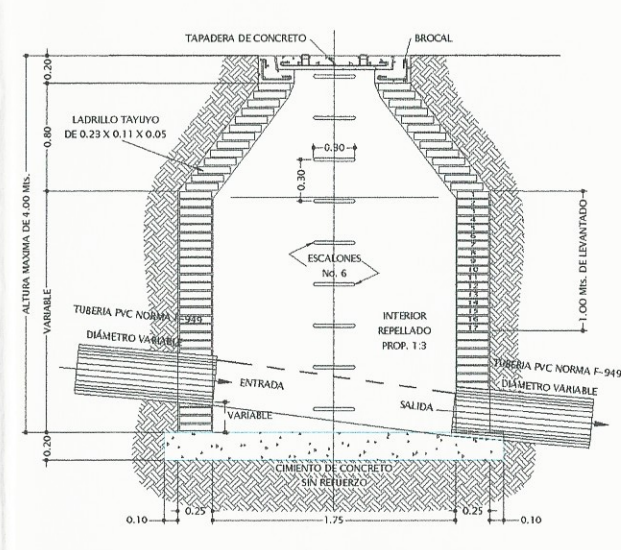 TAPADERA DE CONCRETO
BROCAL
0.20
LADRILLO TAYUYO
DE 0.23 X 0.11 X 0.05
0.80
0.30
0.30
ALTURA MAXIMA DE 4.00 Mts.
VARIABLE
1
2
3
4
5
6
7
8
9
10
11
12
13
14
15
16
17
1.00 Mts. DE LEVANTADO
ESCALONES
No. 6
TUBERIA PVC NORMA F-949
DIÁMETRO VARIABLE
INTERIOR
REPELLADO
PROP. 1:3
TUBERIA PVC NORMA F-949
DIÁMETRO VARIABLE
ENTRADA
SALIDA
VARIABLE
0.20
CIMIENTO DE CONCRETO
SIN REFUERZO
0.10
0.25
1.75
0.25
0.10